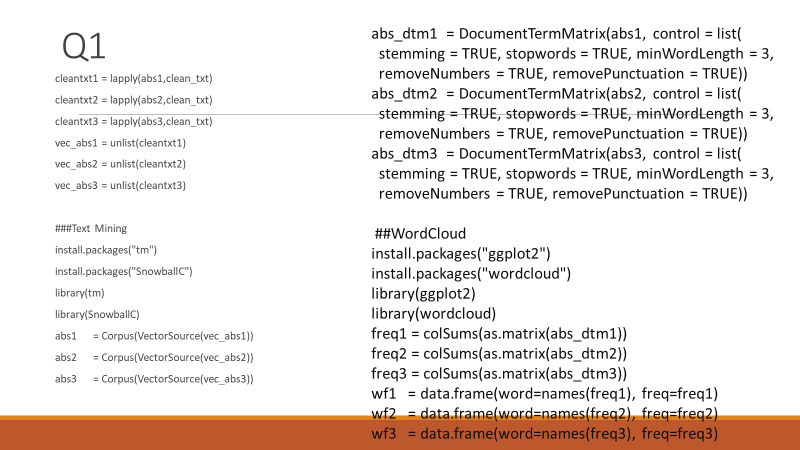 Q1
cleantxt1 = lapply(abs1,clean_txt)
cleantxt2 = lapply(abs2,clean_txt)
cleantxt3 = lapply(abs3,clean_txt)
vec_abs1 = unlist(cleantxt1)
vec_abs2 = unlist(cleantxt2)
vec_abs3 = unlist(cleantxt3)
###Text Mining
install.packages("tm")
install.packages("SnowballC")
library(tm)
library(SnowballC)
abs1 = Corpus(VectorSource(vec_abs1))
abs2 = Corpus(VectorSource(vec_abs2))
abs3 = Corpus(VectorSource(vec_abs3))
abs_dtm1 = DocumentTermMatrix(abs1, control = list(
stemming = TRUE, stopwords = TRUE, minWordLength = 3,
removeNumbers = TRUE, removePunctuation = TRUE))
abs_dtm2 = DocumentTermMatrix(abs2, control = list(
stemming = TRUE, stopwords = TRUE, minWordLength = 3,
removeNumbers = TRUE, removePunctuation = TRUE))
abs_dtm3 = DocumentTermMatrix(abs3, control = list(
stemming = TRUE, stopwords = TRUE, minWordLength = 3,
removeNumbers = TRUE, removePunctuation = TRUE))
##WordCloud
install.packages("ggplot2")
install.packages("wordcloud")
library(ggplot2)
library(wordcloud)
freq1 = colSums(as.matrix(abs_dtm1))
freq2 = colSums(as.matrix(abs_dtm2))
freq3 = colSums(as.matrix(abs_dtm3))
wf1 = data.frame(word=names(freq1), freq=freq1)
wf2 = data.frame(word=names(freq2), freq=freq2)
wf3 = data.frame(word=names(freq3), freq=freq3)